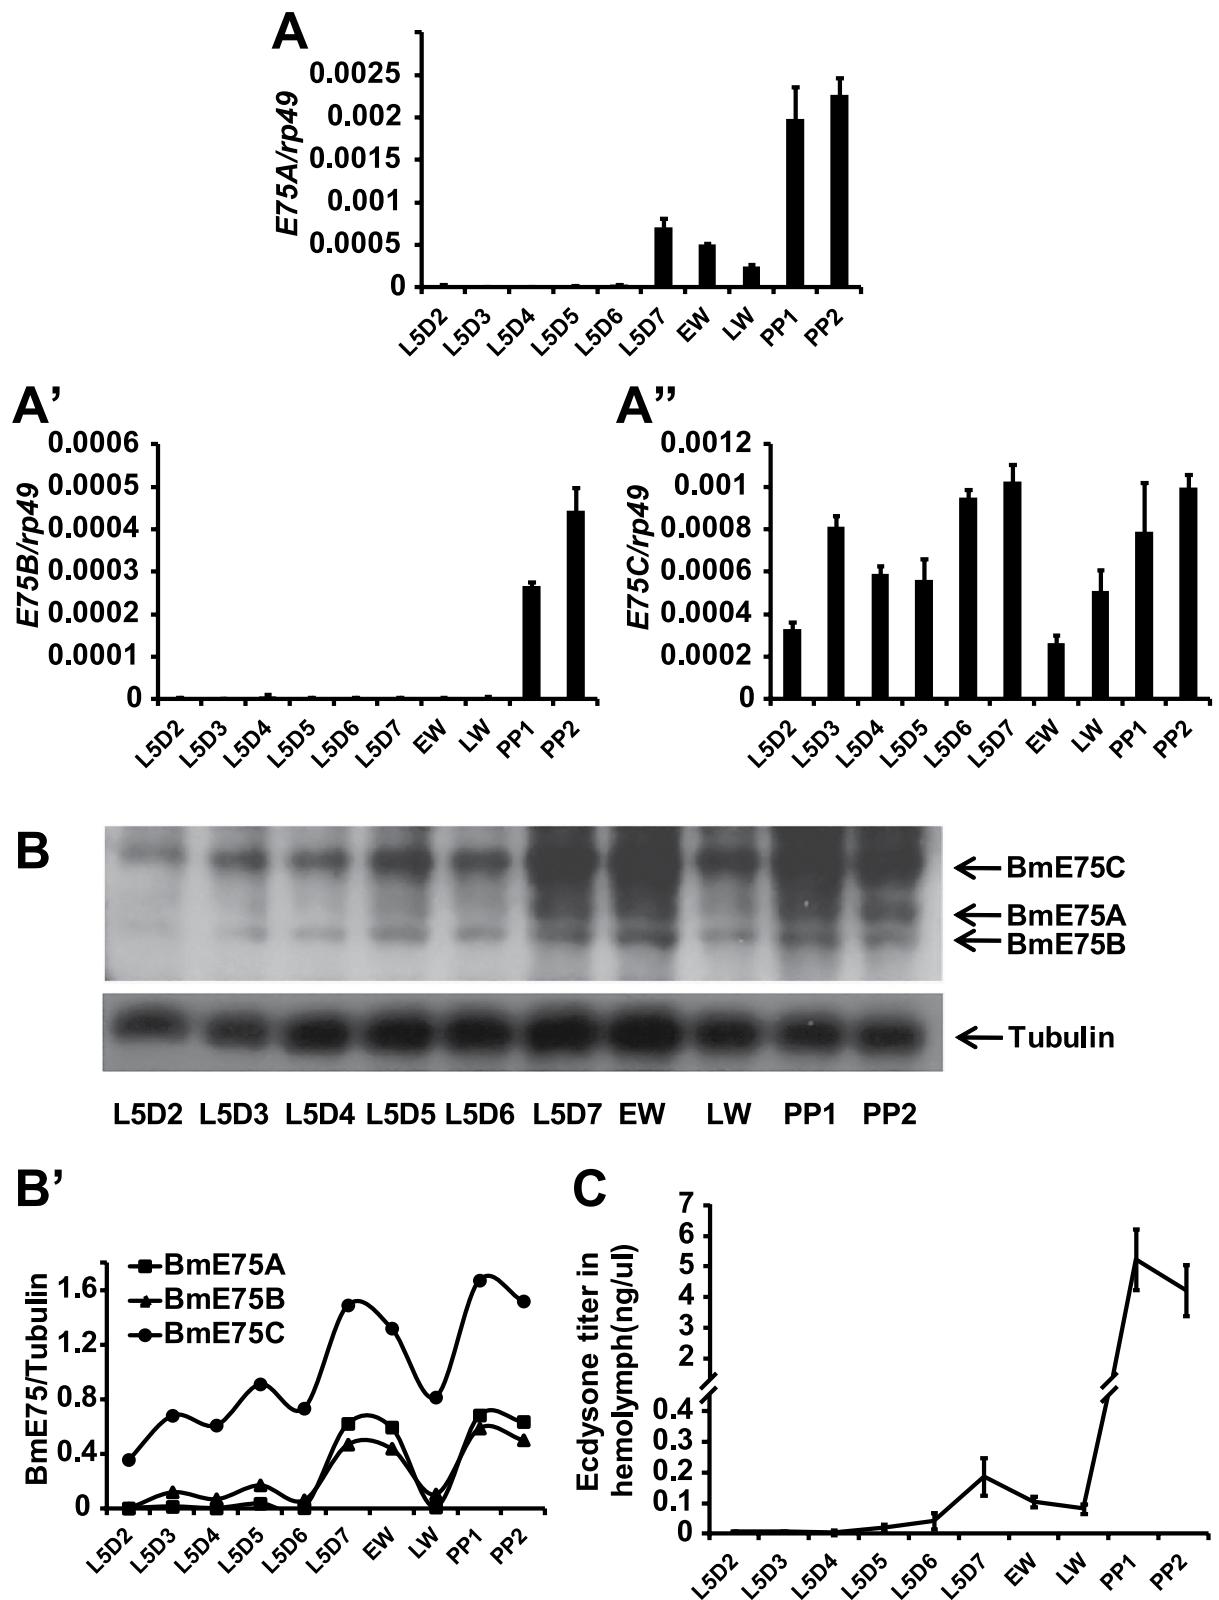 A
E75A/rp49
0.0025
0.002
0.0015
0.001
0.0005
0
L5D2 L5D3 L5D4 L5D5 L5D6 L5D7 EW LW PP1 PP2
A’
E75B/rp49
0.0006
0.0005
0.0004
0.0003
0.0002
0.0001
0
L5D2 L5D3 L5D4 L5D5 L5D6 L5D7 EW LW PP1 PP2
A’’
E75C/rp49
0.0012
0.001
0.0008
0.0006
0.0004
0.0002
0
L5D2 L5D3 L5D4 L5D5 L5D6 L5D7 EW LW PP1 PP2
B
BmE75C
BmE75A
BmE75B
Tubulin
L5D2 L5D3 L5D4 L5D5 L5D6 L5D7 EW LW PP1 PP2
B’
BmE75/Tubulin
BmE75A
BmE75B
BmE75C
1.6
1.2
0.8
0.4
0
L5D2 L5D3 L5D4 L5D5 L5D6 L5D7 EW LW PP1 PP2
C
Ecdysone titer in
hemolymph(ng/ul)
7
6
5
4
3
2
0.4
0.3
0.2
0.1
0
L5D2 L5D3 L5D4 L5D5 L5D6 L5D7 EW LW PP1 PP2